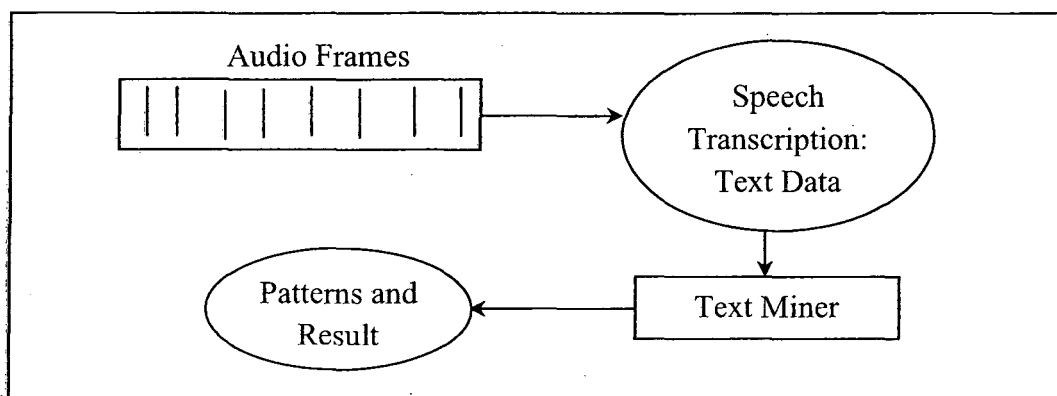 Audio Frames
Speech
Transcription:
Text Data
Text Miner
Patterns and
Result